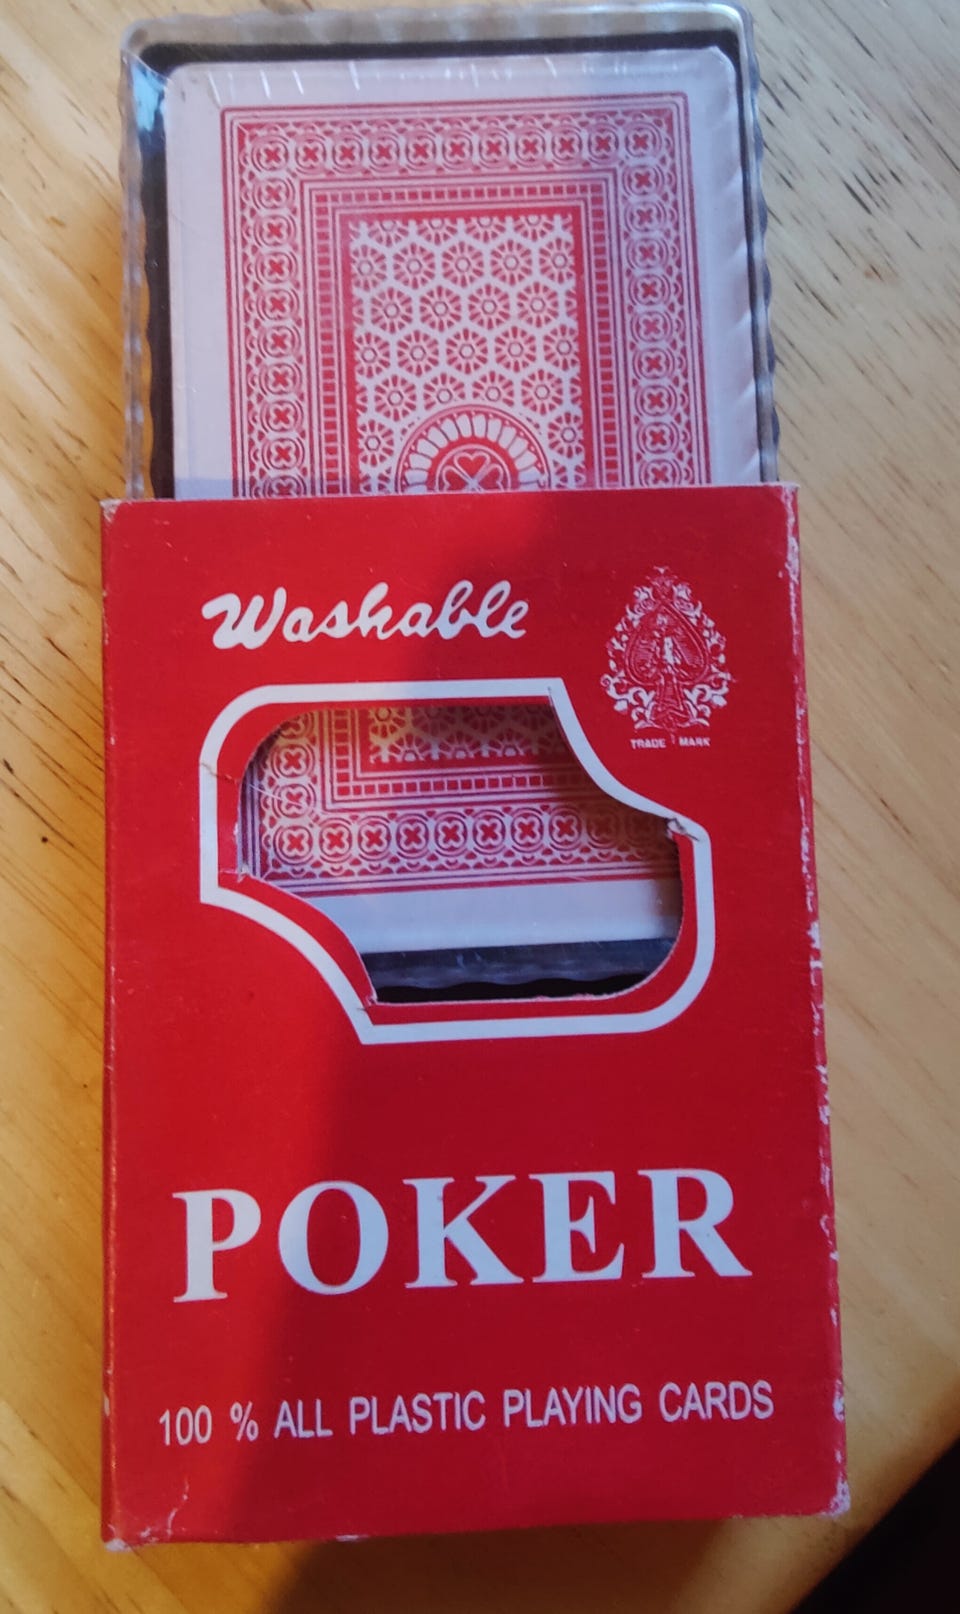 Washable
TRADE MARK
POKER
100 % ALL PLASTIC PLAYING CARDS